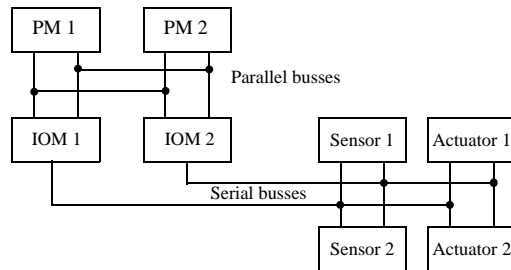 PM 1
PM 2
Parallel busses
IOM 1
IOM 2
Sensor 1
Actuator 1
Serial busses
Sensor 2
Actuator 2